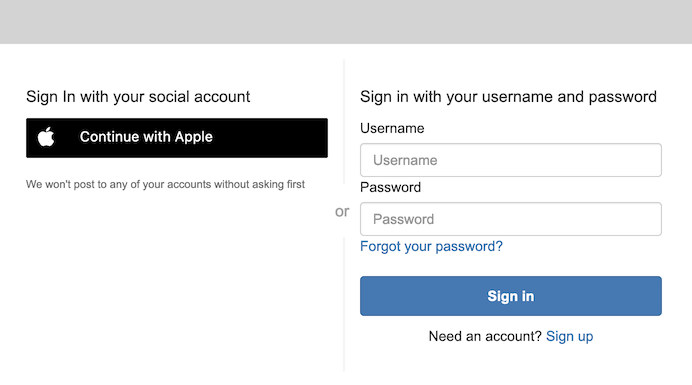 Sign In with your social account
Continue with Apple
We won't post to any of your accounts without asking first
or
Sign in with your username and password
Username
Username
Password
Password
Forgot your password?
Sign in
Need an account? Sign up